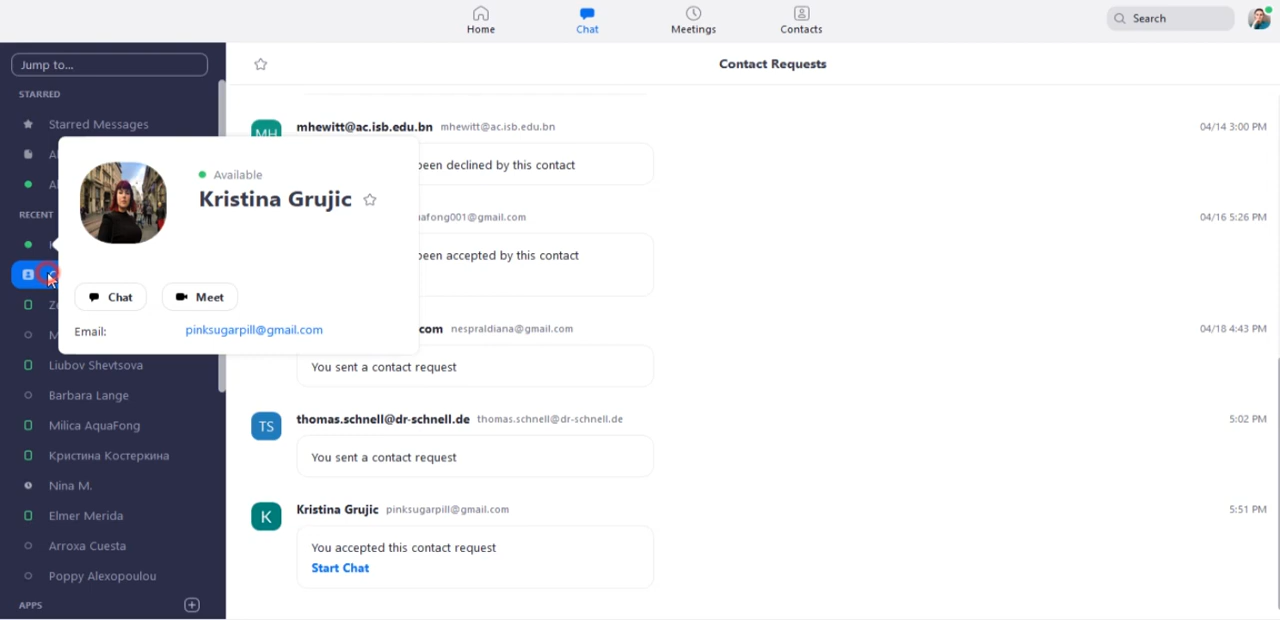 Home
Chat
Meetings
Contacts
Search
Jump to...
STARRED
Starred Messages
RECENT
Liubov Shevtsova
Barbara Lange
Milica AquaFong
Кристина Костеркина
Nina M.
Elmer Merida
Arroxa Cuesta
Poppy Alexopoulou
APPS
Available
Kristina Grujic
Chat
Meet
Email: pinksugarpill@gmail.com
Contact Requests
MH mhewitt@ac.isb.edu.bn mhewitt@ac.isb.edu.bn 04/14 3:00 PM
been declined by this contact
afong001@gmail.com 04/16 5:26 PM
been accepted by this contact
com nespraldiana@gmail.com 04/18 4:43 PM
You sent a contact request
TS thomas.schnell@dr-schnell.de thomas.schnell@dr-schnell.de 5:02 PM
You sent a contact request
K Kristina Grujic pinksugarpill@gmail.com 5:51 PM
You accepted this contact request
Start Chat